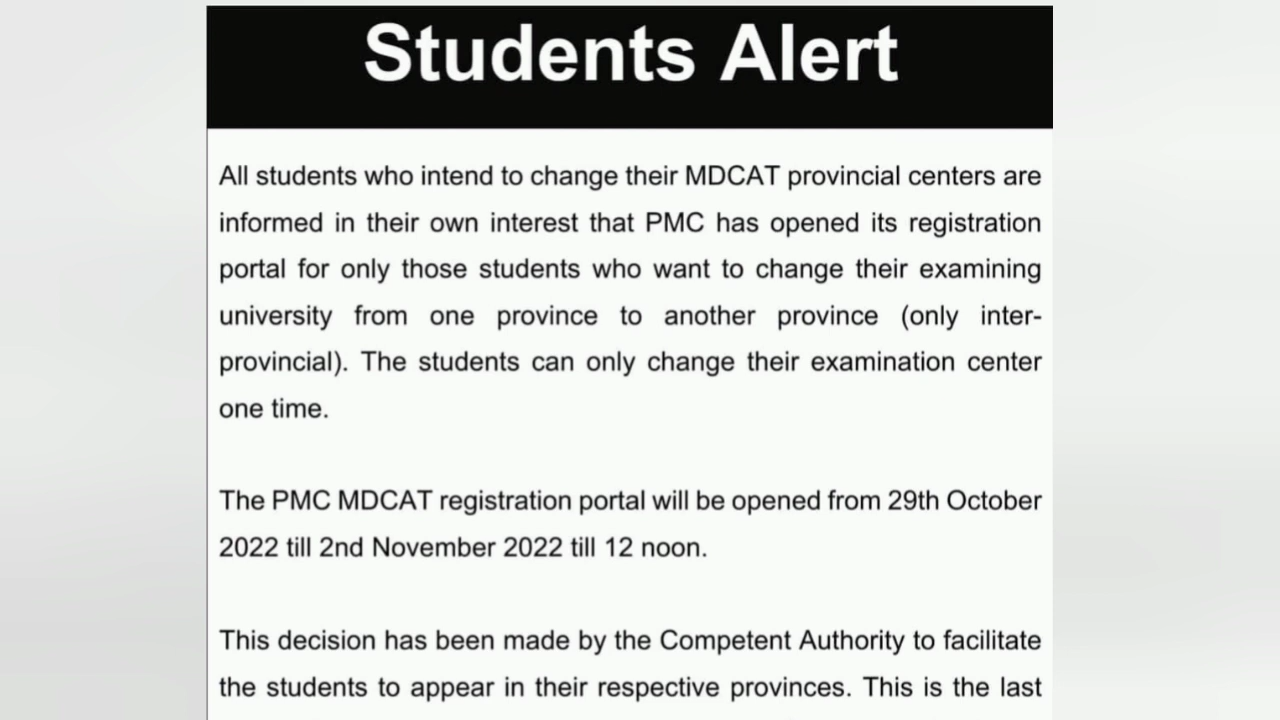 Students Alert
All students who intend to change their MDCAT provincial centers are
informed in their own interest that PMC has opened its registration
portal for only those students who want to change their examining
university from one province to another province (only inter-
provincial). The students can only change their examination center
one time.
The PMC MDCAT registration portal will be opened from 29th October
2022 till 2nd November 2022 till 12 noon.
This decision has been made by the Competent Authority to facilitate
the students to appear in their respective provinces. This is the last